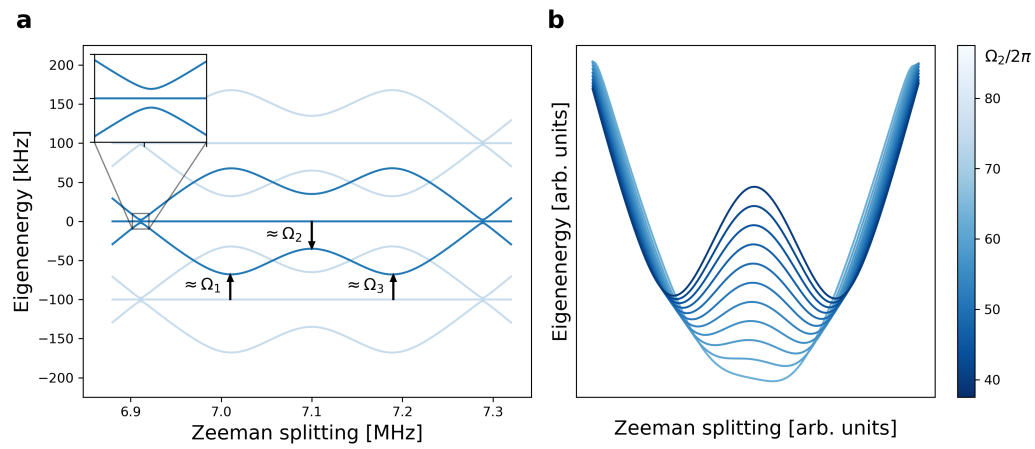 a
Eigenenergy [kHz]
200
150
100
50
0
−50
−100
−150
−200
≈Ω₂
≈Ω₁
≈Ω₃
6.9
7.0
7.1
7.2
7.3
Zeeman splitting [MHz]
b
Eigenenergy [arb. units]
Zeeman splitting [arb. units]
Ω₂/2π
80
70
60
50
40